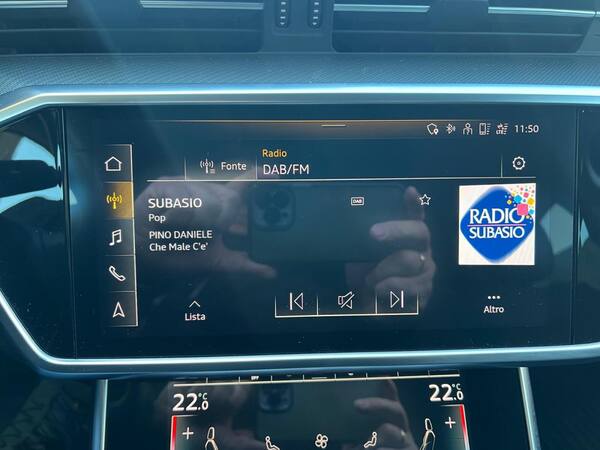 11:50
Fonte
Radio
DAB/FM
SUBASIO
Pop
DAB
PINO DANIELE
Che Male C'e'
RADIO
SUBASIO
Lista
Altro
22.0 °C
22.0 °C